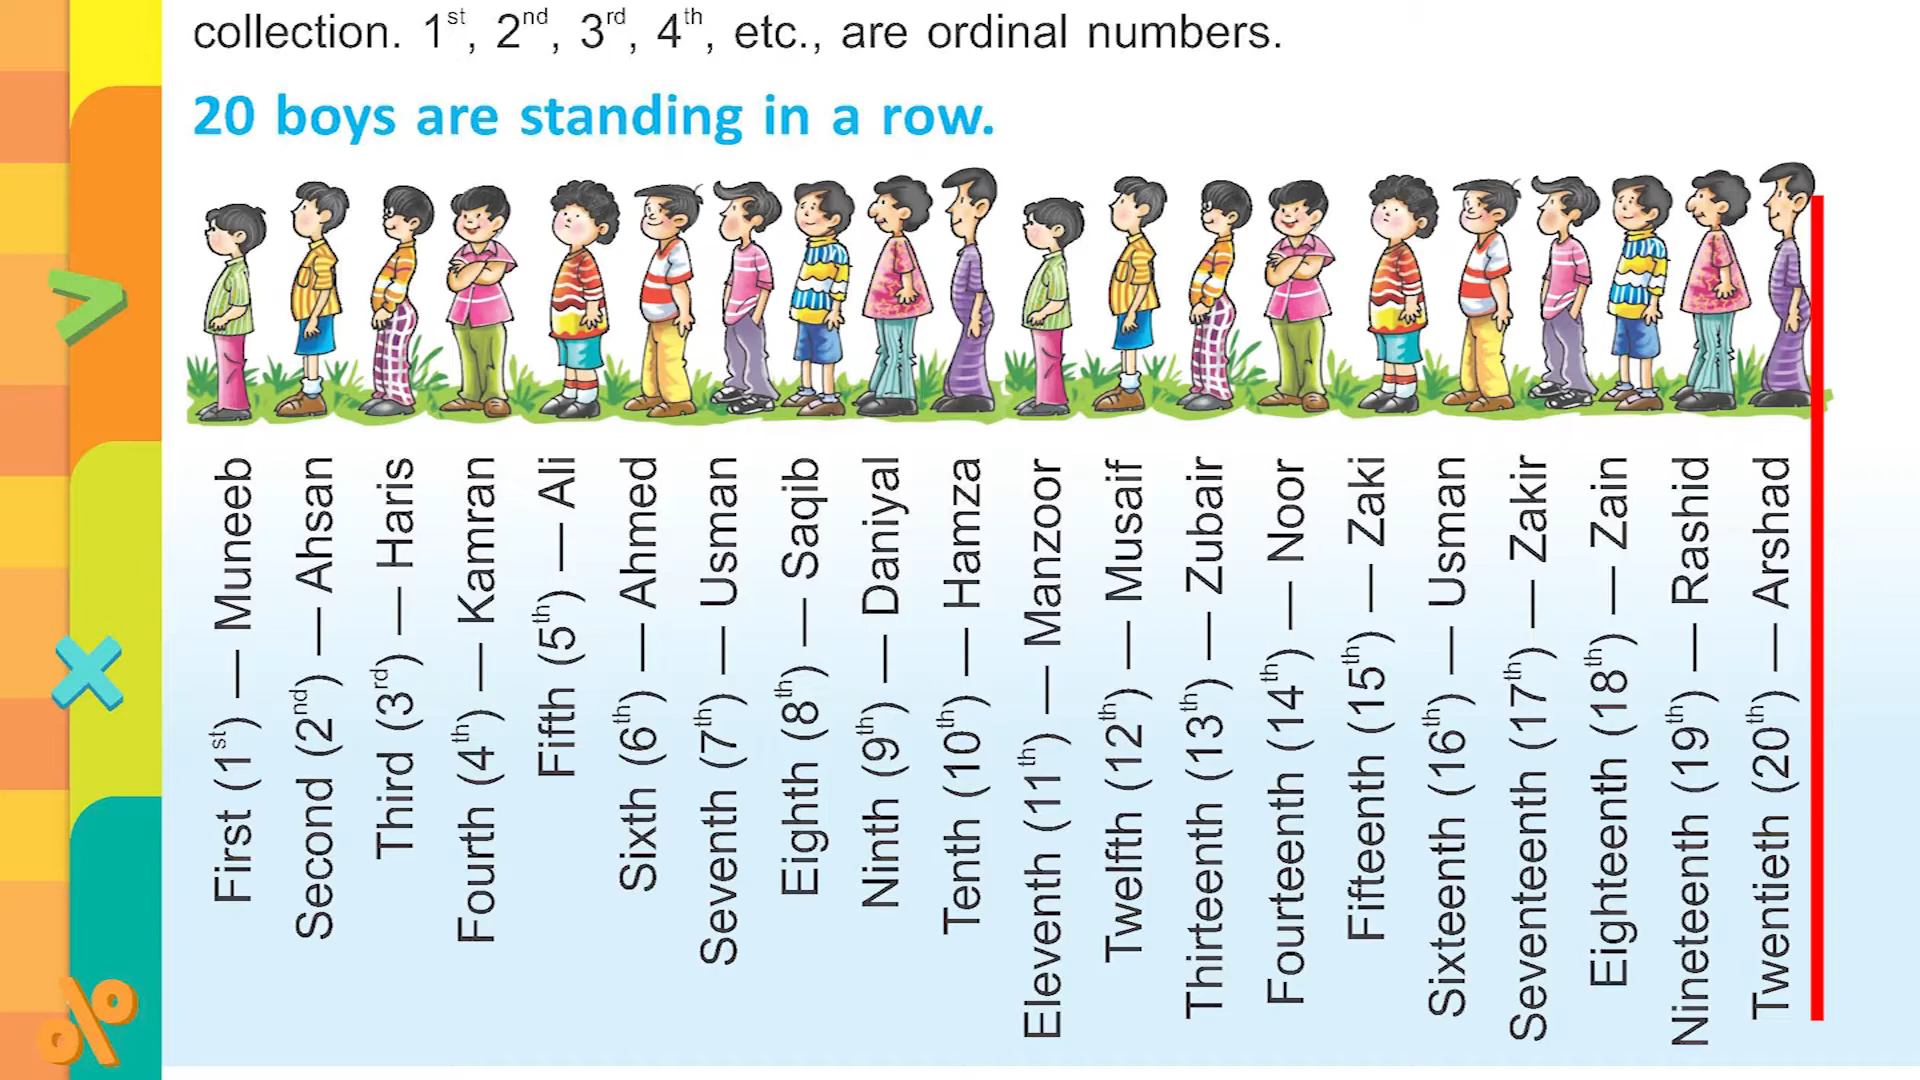 collection. 1st, 2nd, 3rd, 4th, etc., are ordinal numbers.
20 boys are standing in a row.
First (1st) — Muneeb
Second (2nd) — Ahsan
Third (3rd) — Haris
Fourth (4th) — Kamran
Fifth (5th) — Ali
Sixth (6th) — Ahmed
Seventh (7th) — Usman
Eighth (8th) — Saqib
Ninth (9th) — Daniyal
Tenth (10th) — Hamza
Eleventh (11th) — Manzoor
Twelfth (12th) — Musaif
Thirteenth (13th) — Zubair
Fourteenth (14th) — Noor
Fifteenth (15th) — Zaki
Sixteenth (16th) — Usman
Seventeenth (17th) — Zakir
Eighteenth (18th) — Zain
Nineteenth (19th) — Rashid
Twentieth (20th) — Arshad